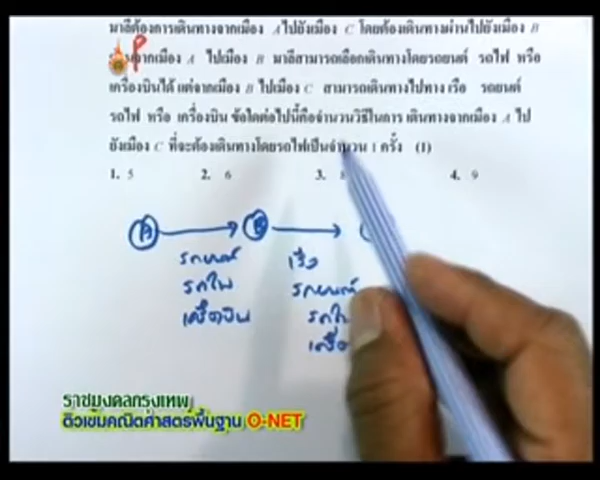 มาลีต้องการเดินทางจากเมือง A ไปยังเมือง C โดยต้องเดินทางผ่านไปยังเมือง B
จากเมือง A ไปเมือง B มาลีสามารถเลือกเดินทางโดยรถยนต์ รถไฟ หรือ
เครื่องบินได้ แต่จากเมือง B ไปเมือง C สามารถเดินทางไปทาง เรือ รถยนต์
รถไฟ หรือ เครื่องบิน ข้อใดต่อไปนี้คือจำนวนวิธีในการ เดินทางจากเมือง A ไป
ยังเมือง C ที่จะต้องเดินทางโดยรถไฟเป็นจำนวน 1 ครั้ง (1)
1. 5 2. 6 3. 4. 9
A B
รถยนต์ เรือ
รถไฟ รถยนต์
เครื่องบิน รถไฟ
ราชมงคลกรุงเทพ
ติวเข้มคณิตศาสตร์พื้นฐาน O-NET